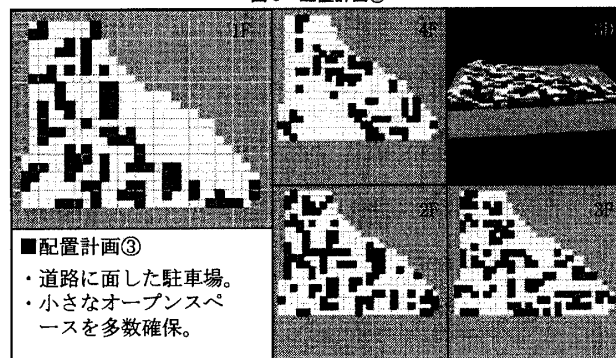 1F
4F
3D
2F
3F
■配置計画③
・道路に面した駐車場。
・小さなオープンスペ
ースを多数確保。